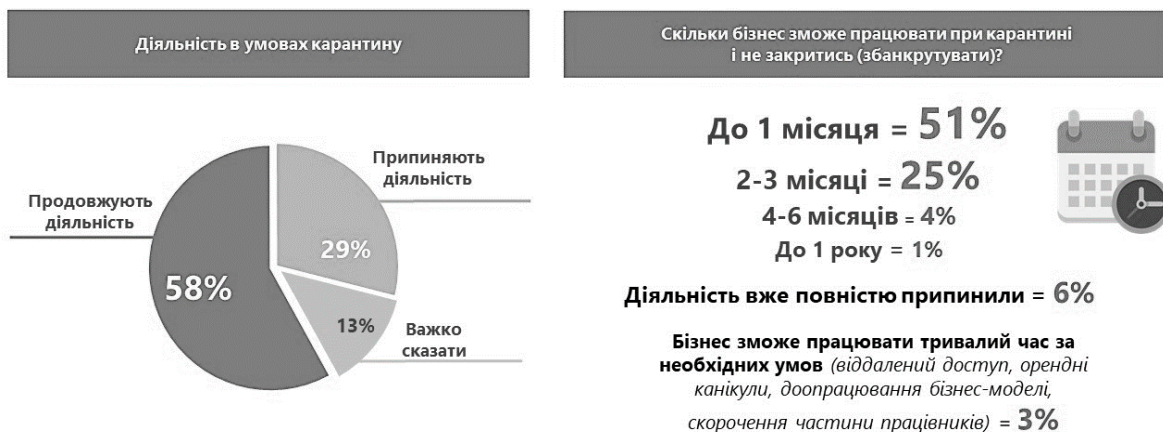 Діяльність в умовах карантину
Продовжують
діяльність
58%
Припиняють
діяльність
29%
13%
Важко
сказати
Скільки бізнес зможе працювати при карантині
і не закритись (збанкрутувати)?
До 1 місяця = 51%
2-3 місяці = 25%
4-6 місяців = 4%
До 1 року = 1%
Діяльність вже повністю припинили = 6%
Бізнес зможе працювати тривалий час за
необхідних умов (віддалений доступ, орендні
канікули, доопрацювання бізнес-моделі,
скорочення частини працівників) = 3%